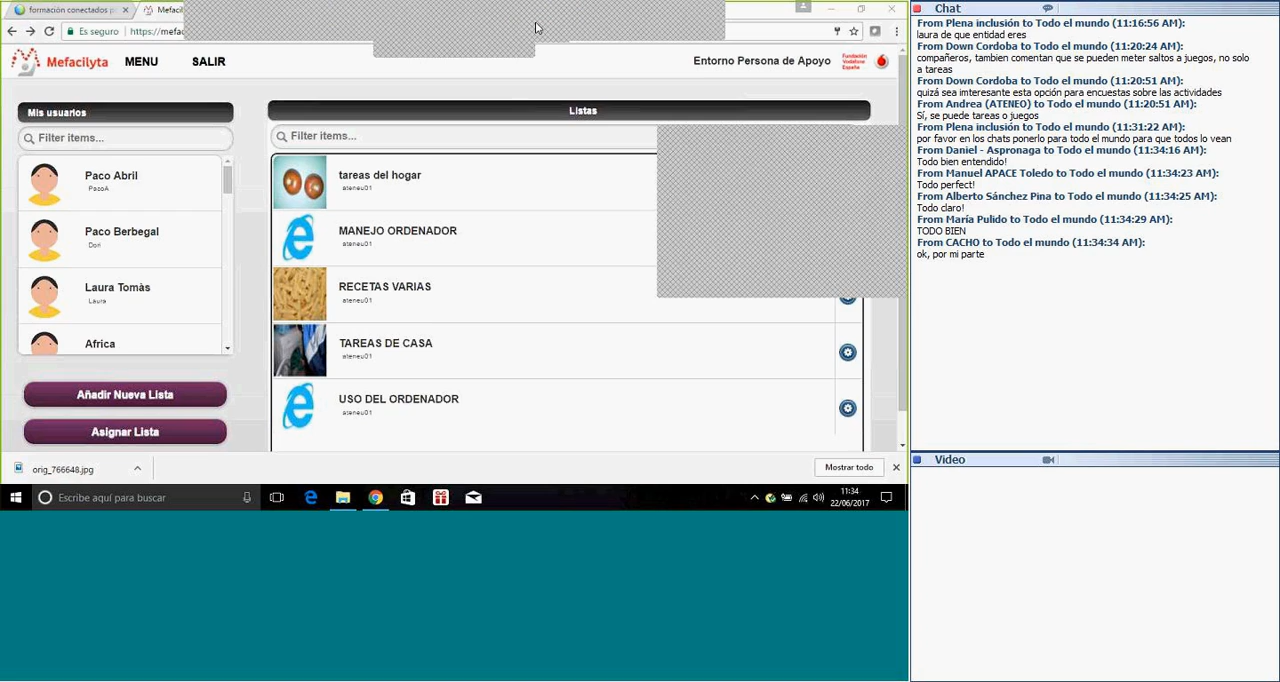 formación conectados p
Mefacil
Es seguro
https://mefac
Mefacilyta
MENU
SALIR
Entorno Persona de Apoyo
Fundación
Vodafone
España
Mis usuarios
Filter items...
Paco Abril
PacoA
Paco Berbegal
Don
Laura Tomàs
Laura
Africa
Añadir Nueva Lista
Asignar Lista
Listas
Filter items...
tareas del hogar
ateneu01
MANEJO ORDENADOR
ateneu01
RECETAS VARIAS
ateneu01
TAREAS DE CASA
ateneu01
USO DEL ORDENADOR
ateneu01
orig_766648.jpg
Mostrar todo
Escribe aquí para buscar
11:34
22/06/2017
Chat
From Plena inclusión to Todo el mundo (11:16:56 AM):
laura de que entidad eres
From Down Cordoba to Todo el mundo (11:20:24 AM):
compañeros, tambien comentan que se pueden meter saltos a juegos, no solo
a tareas
From Down Cordoba to Todo el mundo (11:20:51 AM):
quizá sea interesante esta opción para encuestas sobre las actividades
From Andrea (ATENEO) to Todo el mundo (11:20:51 AM):
Sí, se puede tareas o juegos
From Plena inclusión to Todo el mundo (11:31:22 AM):
por favor en los chats ponerlo para todo el mundo para que todos lo vean
From Daniel - Aspronaga to Todo el mundo (11:34:16 AM):
Todo bien entendido!
From Manuel APACE Toledo to Todo el mundo (11:34:23 AM):
Todo perfect!
From Alberto Sánchez Pina to Todo el mundo (11:34:25 AM):
Todo claro!
From María Pulido to Todo el mundo (11:34:29 AM):
TODO BIEN
From CACHO to Todo el mundo (11:34:34 AM):
ok, por mi parte
Video